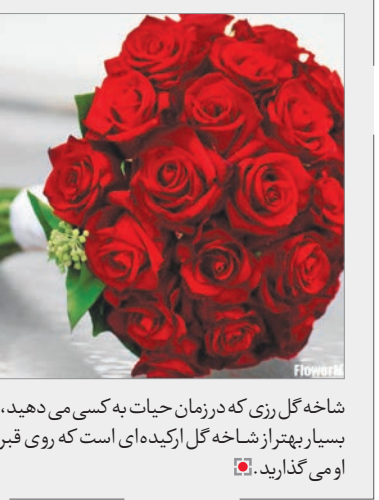 FlowerK
شاخه گل رزی که در زمان حیات به کسی می دهید،
بسیار بهتر از شاخه گل ارکیده‌ای است که روی قبر
او می گذارید.